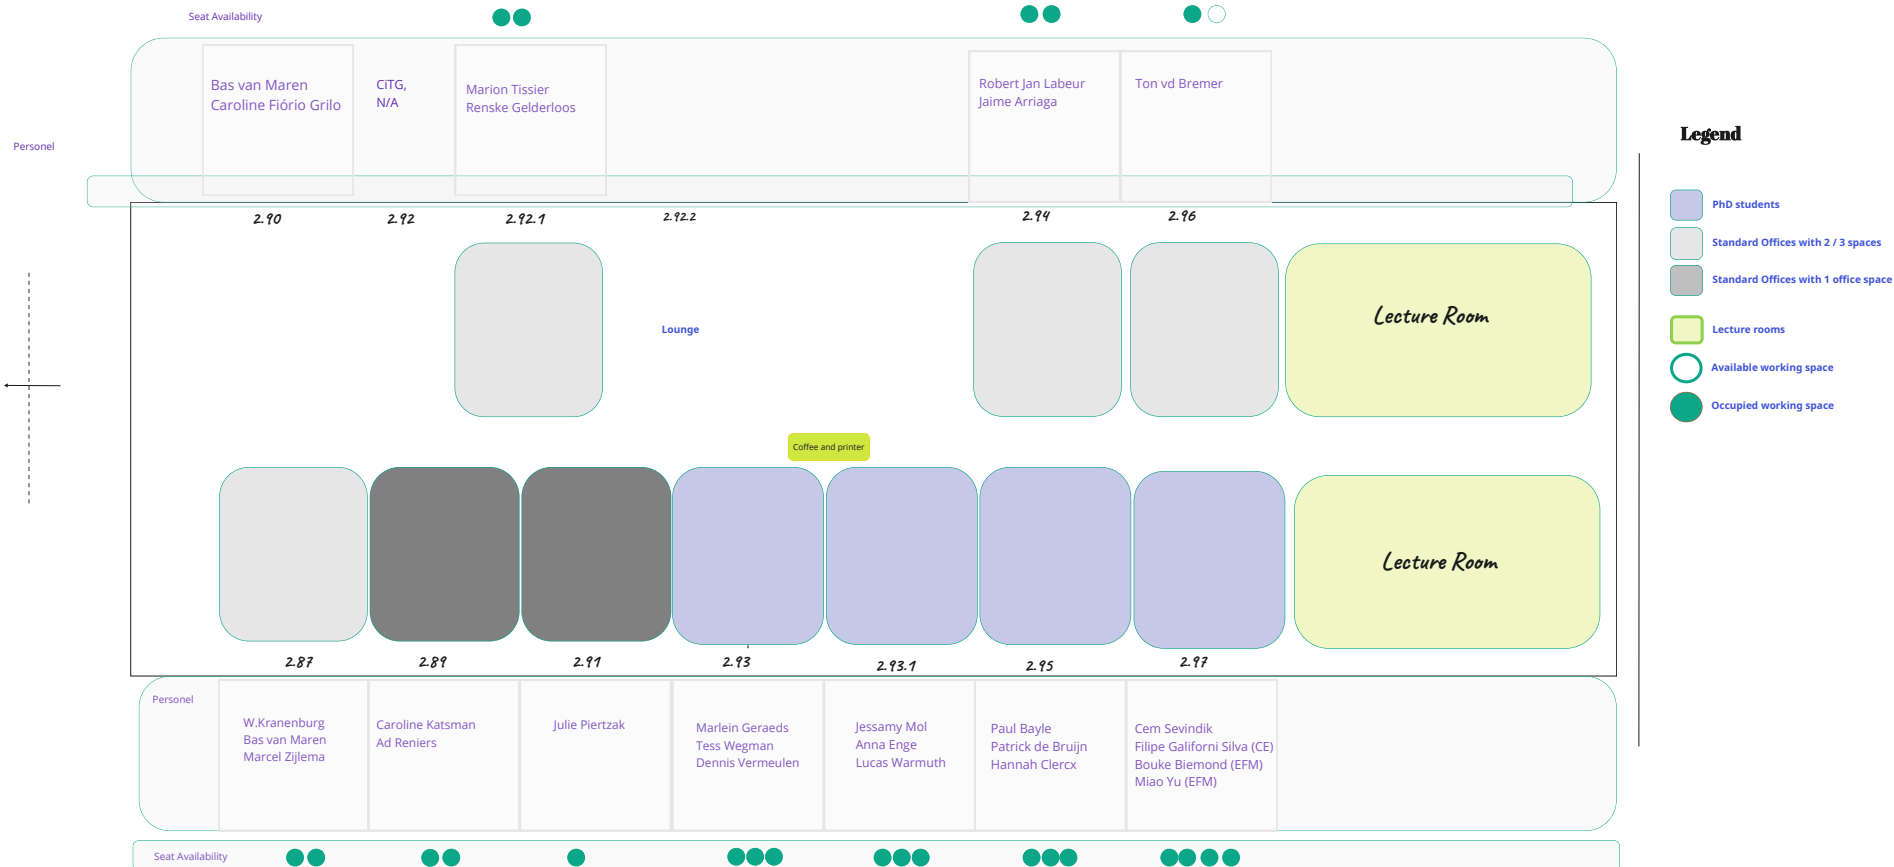 Seat Availability
Bas van Maren
Caroline Fiório Grilo
CiTG,
N/A
Marion Tissier
Renske Gelderloos
Robert Jan Labeur
Jaime Arriaga
Ton vd Bremer
Personel
2.90
2.92
2.92.1
2.92.2
2.94
2.96
Lounge
Lecture Room
Coffee and printer
Lecture Room
2.87
2.89
2.91
2.93
2.93.1
2.95
2.97
Personel
W.Kranenburg
Bas van Maren
Marcel Zijlema
Caroline Katsman
Ad Reniers
Julie Piertzak
Marlein Geraeds
Tess Wegman
Dennis Vermeulen
Jessamy Mol
Anna Enge
Lucas Warmuth
Paul Bayle
Patrick de Bruijn
Hannah Clercx
Cem Sevindik
Filipe Galiforni Silva (CE)
Bouke Biemond (EFM)
Miao Yu (EFM)
Seat Availability
Legend
PhD students
Standard Offices with 2 / 3 spaces
Standard Offices with 1 office space
Lecture rooms
Available working space
Occupied working space